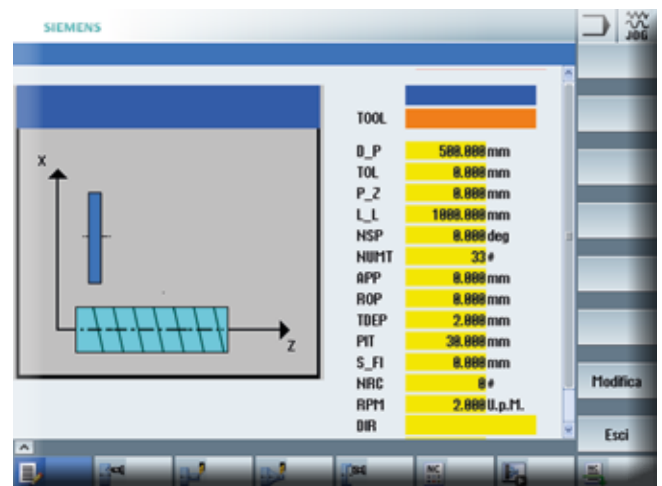 SIEMENS
JOG
TOOL
X
Z
D_P 500.000 mm
TOL 0.000 mm
P_Z 0.000 mm
L_L 1000.000 mm
NSP 0.000 deg
NUMT 33 #
APP 0.000 mm
ROP 0.000 mm
TDEP 2.000 mm
PIT 30.000 mm
S_FI 0.000 mm
NRC 0 #
RPM 2.000 U.p.M.
DIR
Modifica
Esci
NC
NC